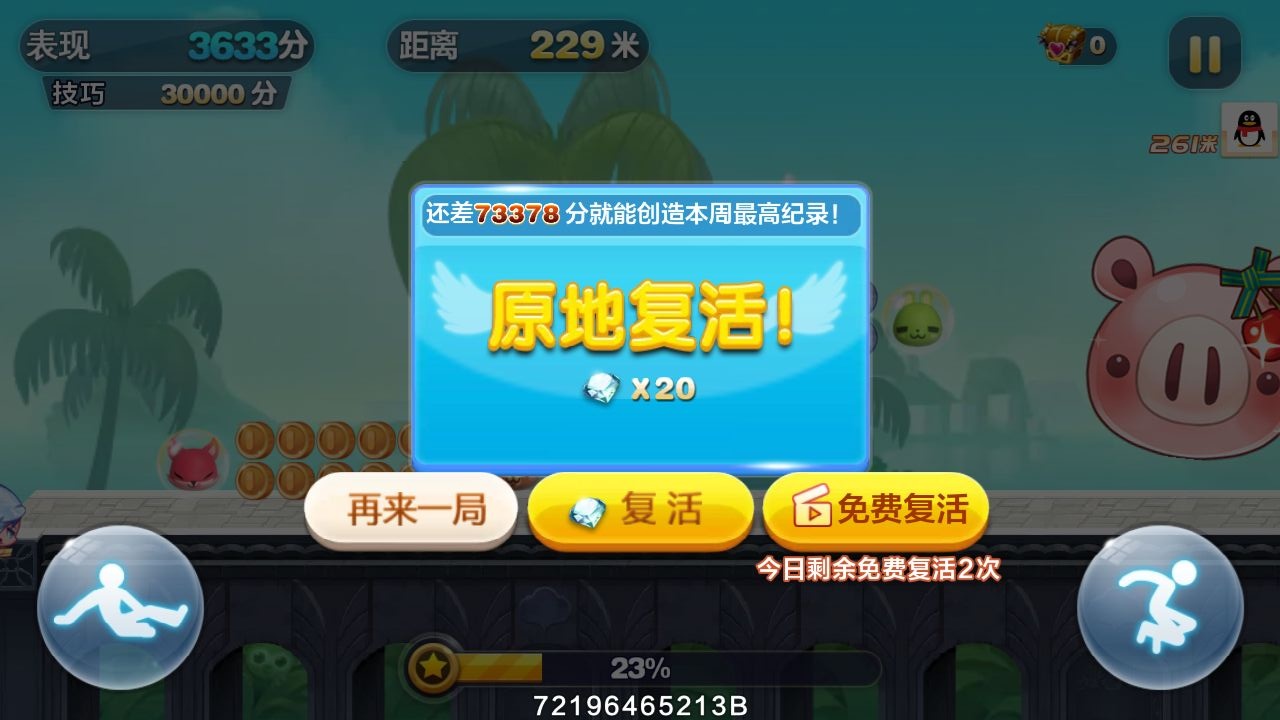 表现 3633分
距离 229米
0
技巧 30000分
261米
还差73378分就能创造本周最高纪录！
原地复活！
X20
再来一局
复活
免费复活
今日剩余免费复活2次
23%
72196465213B